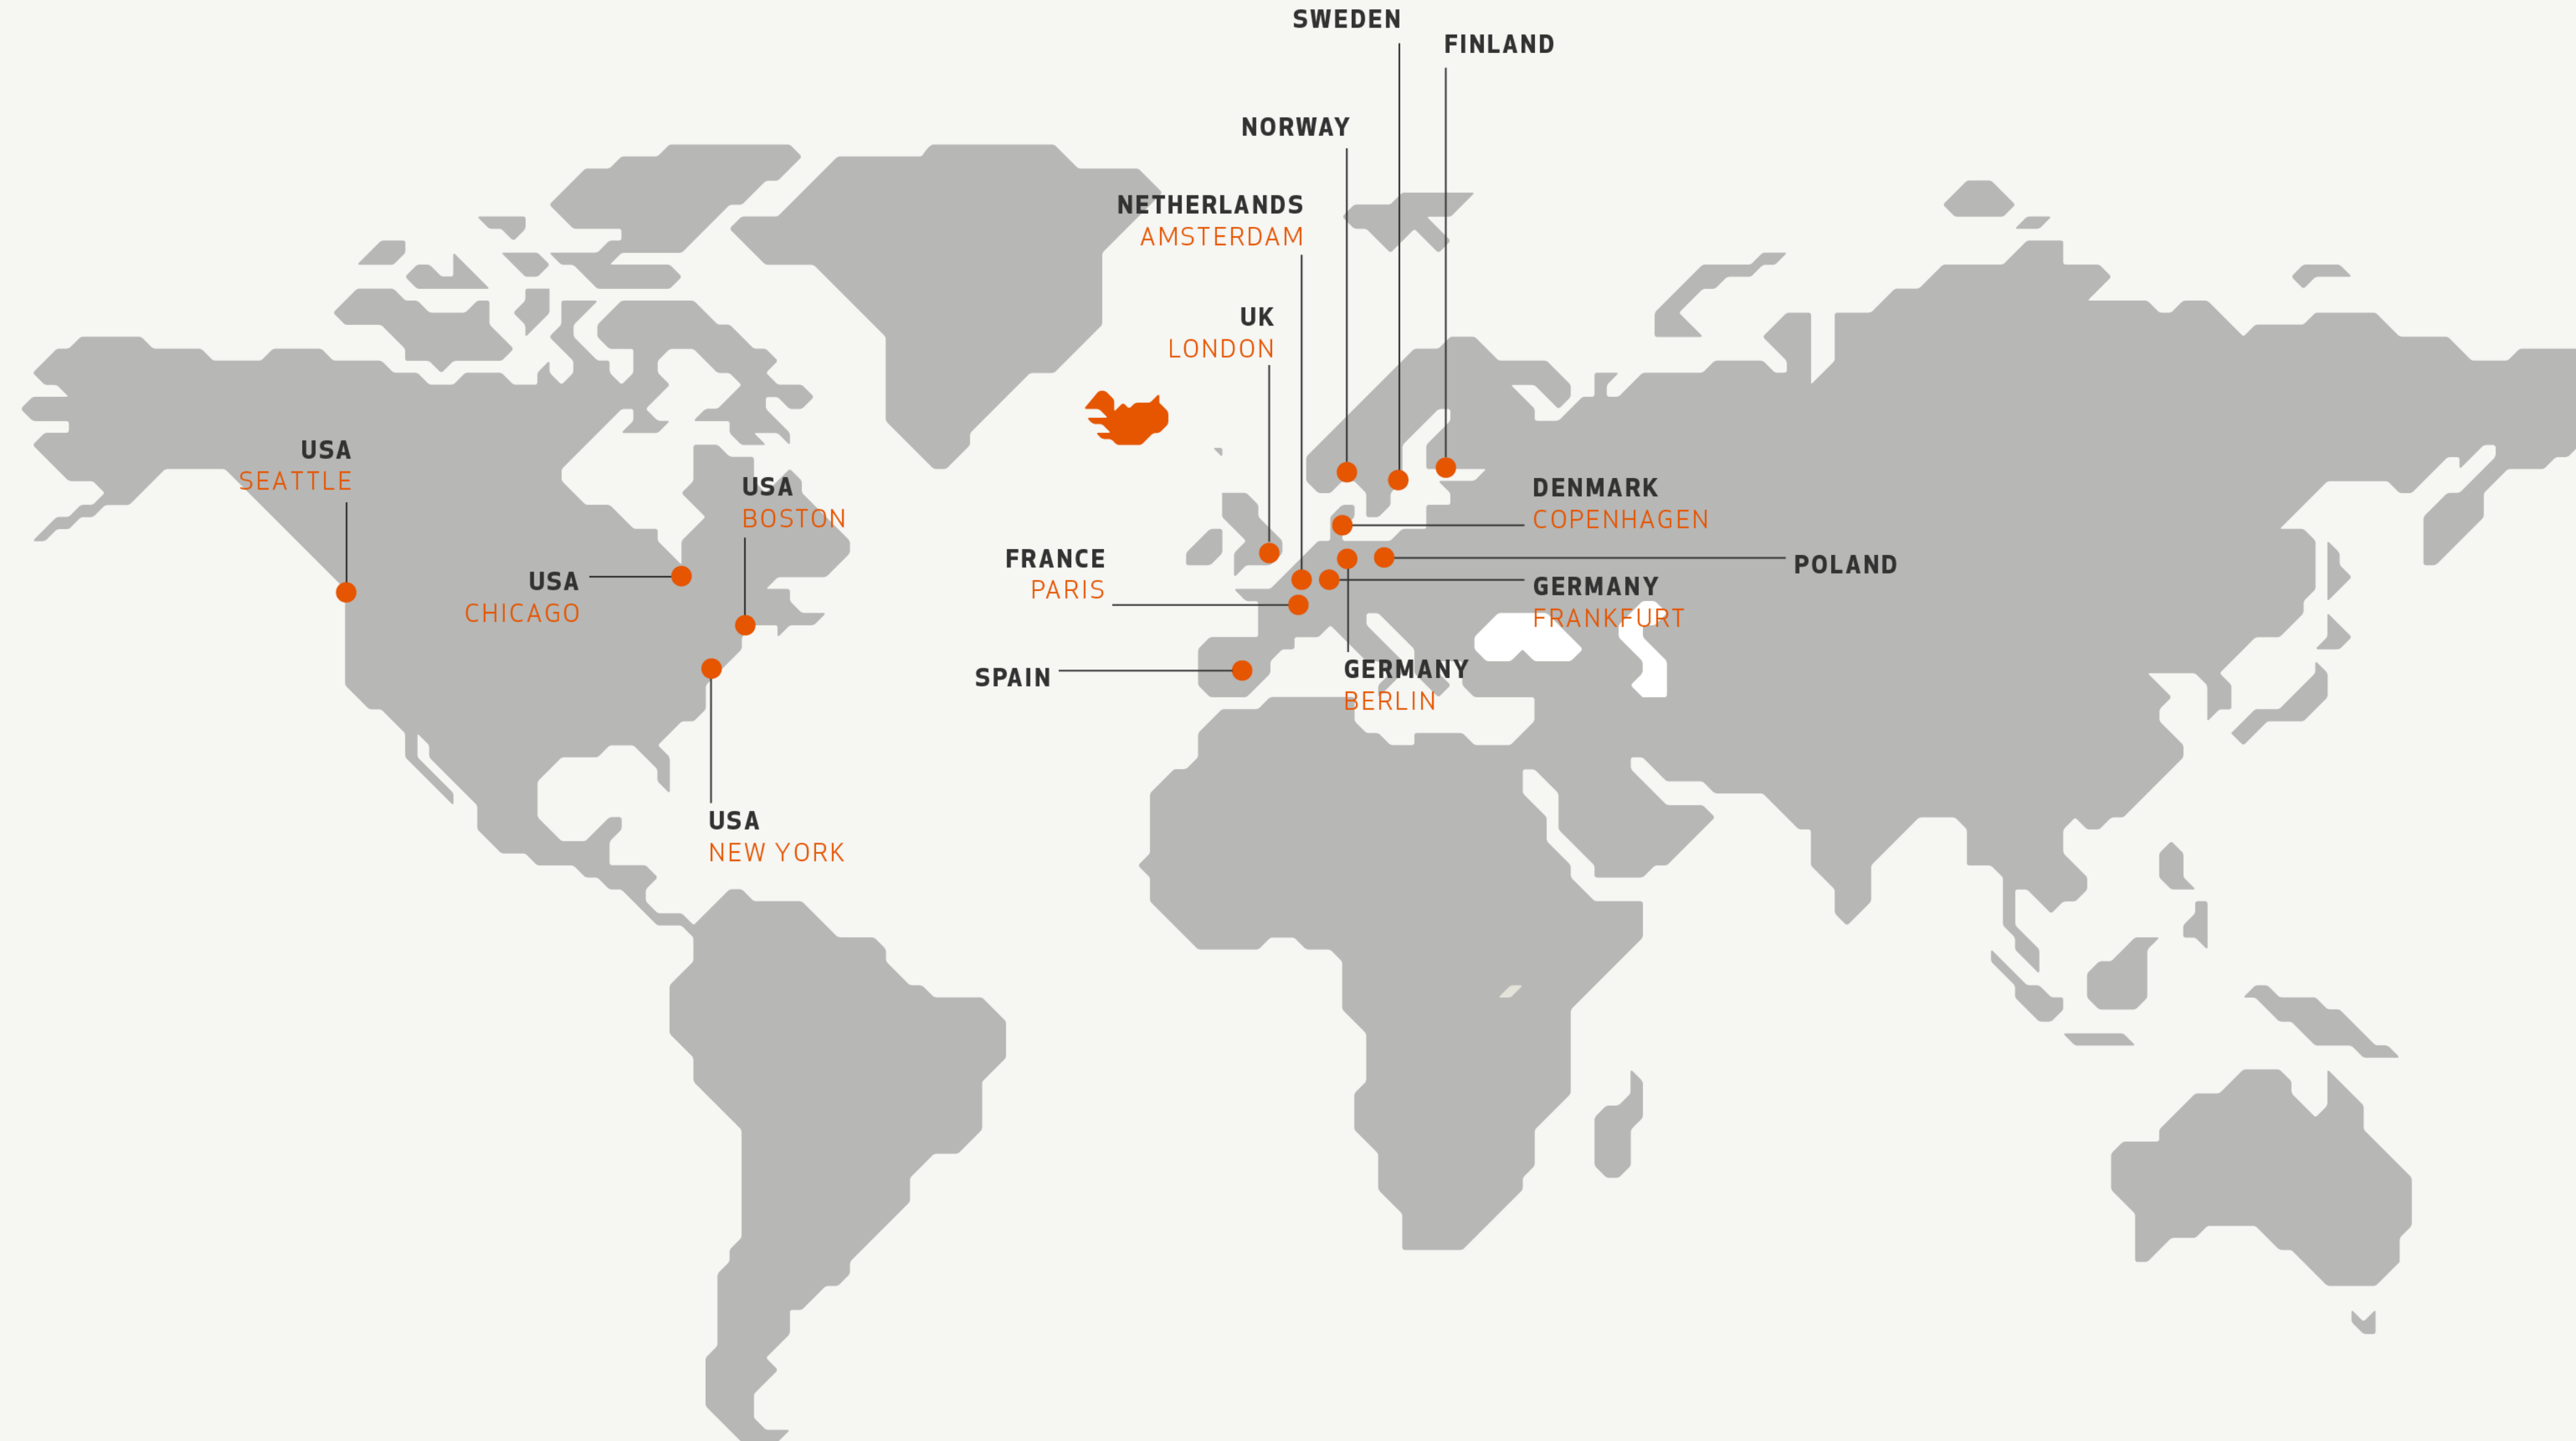 SWEDEN
FINLAND
NORWAY
NETHERLANDS
AMSTERDAM
UK
LONDON
USA
SEATTLE
USA
BOSTON
DENMARK
COPENHAGEN
FRANCE
PARIS
POLAND
USA
CHICAGO
GERMANY
FRANKFURT
SPAIN
GERMANY
BERLIN
USA
NEW YORK